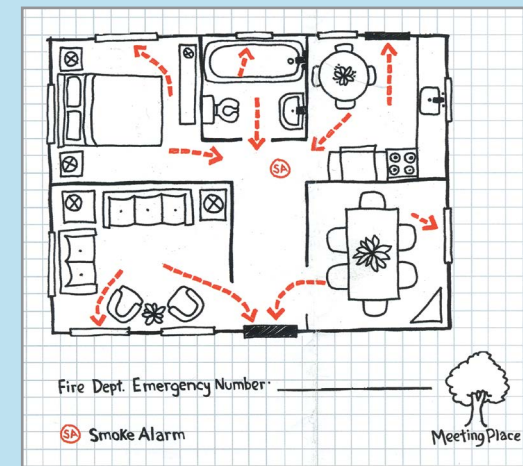 SA
Fire Dept. Emergency Number:
SA Smoke Alarm
Meeting Place